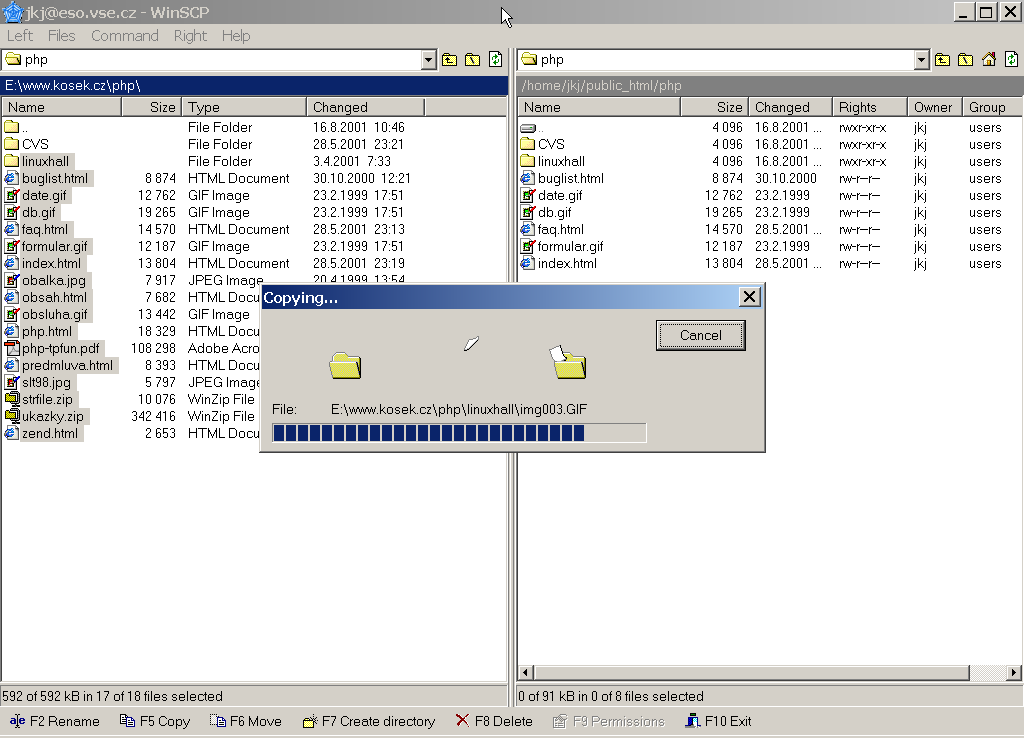 jkj@eso.vse.cz - WinSCP
Left Files Command Right Help
php
E:\www.kosek.cz\php\
Name Size Type Changed
.. File Folder 16.8.2001 10:46
CVS File Folder 28.5.2001 23:21
linuxhall File Folder 3.4.2001 7:33
buglist.html 8 874 HTML Document 30.10.2000 12:21
date.gif 12 762 GIF Image 23.2.1999 17:51
db.gif 19 265 GIF Image 23.2.1999 17:51
faq.html 14 570 HTML Document 28.5.2001 23:13
formular.gif 12 187 GIF Image 23.2.1999 17:51
index.html 13 804 HTML Document 28.5.2001 23:19
obalka.jpg 7 917 JPEG Image 20.4.1999 13:54
obsah.html 7 682 HTML Docu
obsluha.gif 13 442 GIF Image
php.html 18 329 HTML Docu
php-tpfun.pdf 108 298 Adobe Acro
predmluva.html 8 393 HTML Docu
slt98.jpg 5 797 JPEG Image
strfile.zip 10 076 WinZip File
ukazky.zip 342 416 WinZip File
zend.html 2 653 HTML Docu
592 of 592 kB in 17 of 18 files selected
php
/home/jkj/public_html/php
Name Size Changed Rights Owner Group
.. 4 096 16.8.2001 ... rwxr-xr-x jkj users
CVS 4 096 16.8.2001 ... rwxr-xr-x jkj users
linuxhall 4 096 16.8.2001 ... rwxr-xr-x jkj users
buglist.html 8 874 30.10.2000 rw-r--r-- jkj users
date.gif 12 762 23.2.1999 rw-r--r-- jkj users
db.gif 19 265 23.2.1999 rw-r--r-- jkj users
faq.html 14 570 28.5.2001 ... rw-r--r-- jkj users
formular.gif 12 187 23.2.1999 rw-r--r-- jkj users
index.html 13 804 28.5.2001 ... rw-r--r-- jkj users
0 of 91 kB in 0 of 8 files selected
Copying...
Cancel
File: E:\www.kosek.cz\php\linuxhall\img003.GIF
F2 Rename F5 Copy F6 Move F7 Create directory F8 Delete F9 Permissions F10 Exit